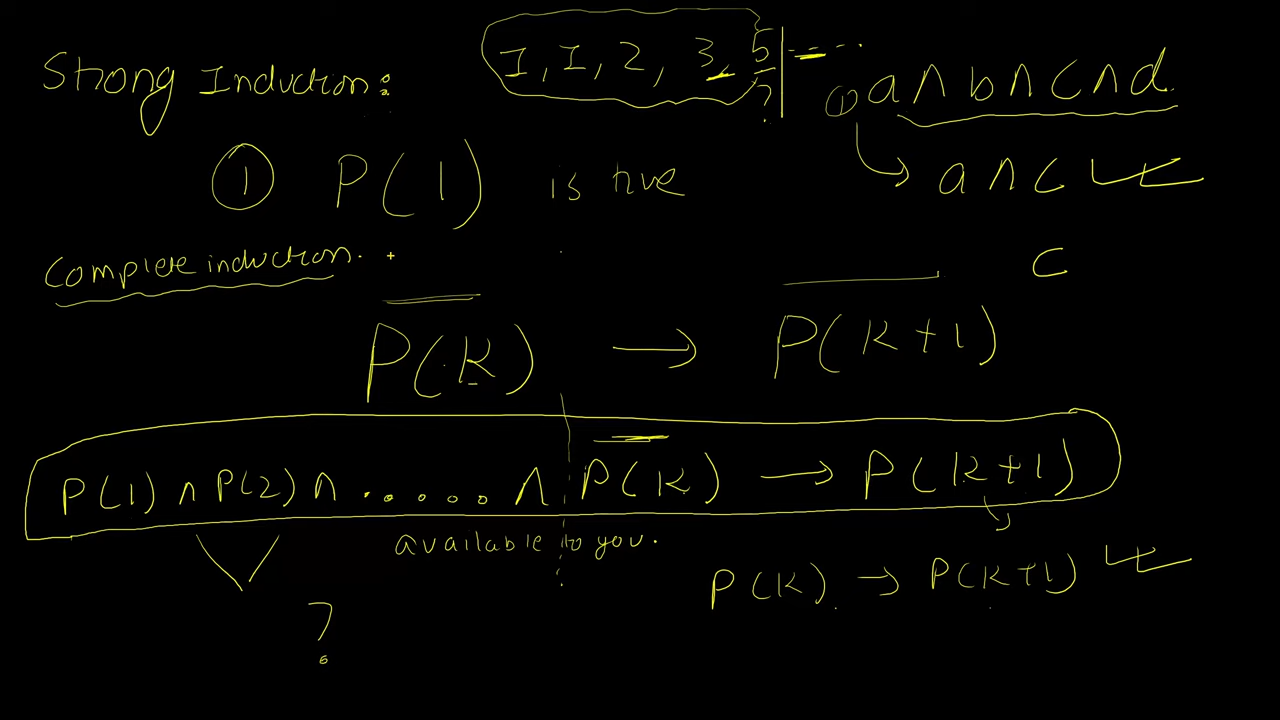 Strong Induction:
1, 1, 2, 3, 5 ----
?
① a ∧ b ∧ c ∧ d
① P(1) is true
a ∧ c
Complete induction.
c
P(k) → P(k+1)
P(1) ∧ P(2) ∧ ...... ∧ P(k) → P(k+1)
available to you.
P(k) → P(k+1)
?